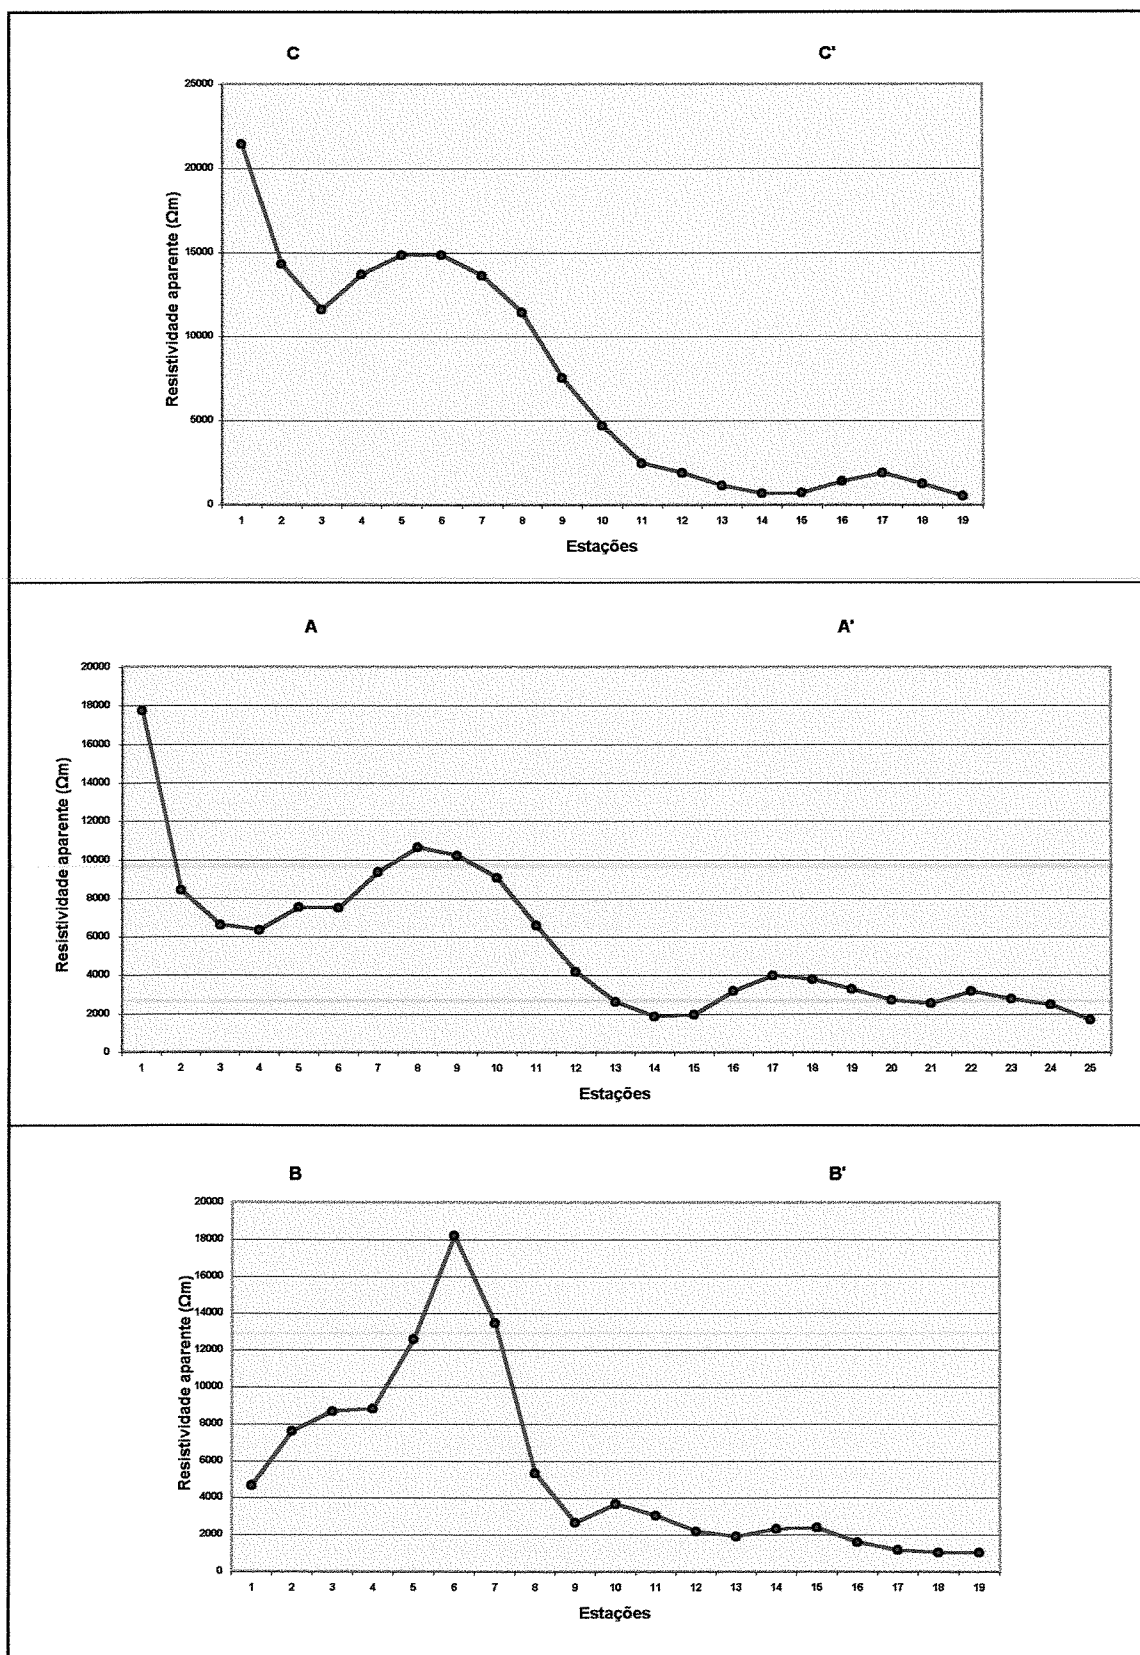 C C'
Resistividade aparente (Ωm)
25000
20000
15000
10000
5000
0
1 2 3 4 5 6 7 8 9 10 11 12 13 14 15 16 17 18 19
Estações
A A'
Resistividade aparente (Ωm)
20000
18000
16000
14000
12000
10000
8000
6000
4000
2000
0
1 2 3 4 5 6 7 8 9 10 11 12 13 14 15 16 17 18 19 20 21 22 23 24 25
Estações
B B'
Resistividade aparente (Ωm)
20000
18000
16000
14000
12000
10000
8000
6000
4000
2000
0
1 2 3 4 5 6 7 8 9 10 11 12 13 14 15 16 17 18 19
Estações